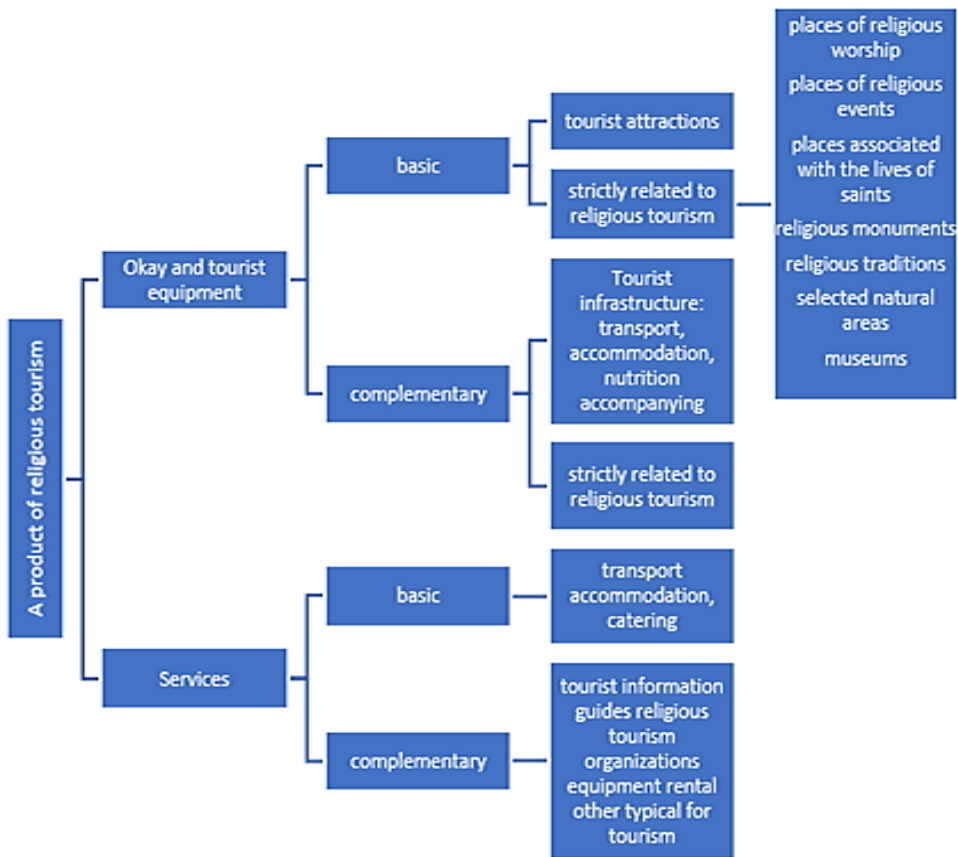 A product of religious tourism
Okay and tourist
equipment
basic
tourist attractions
strictly related to
religious tourism
places of religious
worship
places of religious
events
places associated
with the lives of
saints
religious monuments
religious traditions
selected natural
areas
museums
complementary
Tourist
infrastructure:
transport,
accommodation,
nutrition
accompanying
strictly related to
religious tourism
Services
basic
transport
accommodation,
catering
complementary
tourist information
guides religious
tourism
organizations
equipment rental
other typical for
tourism